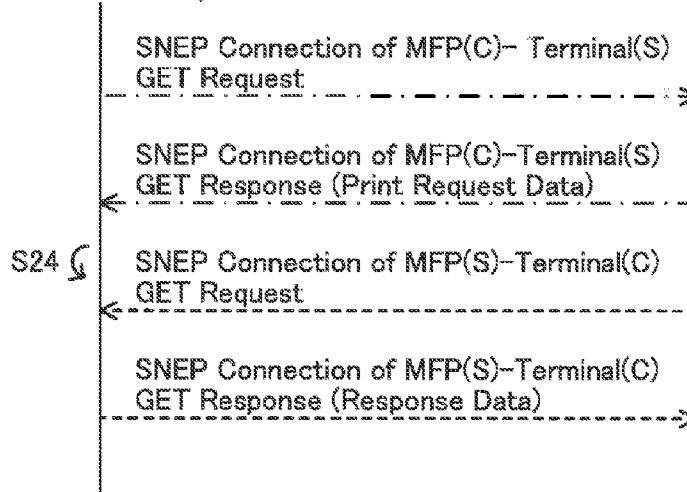 SNEP Connection of MFP(C)- Terminal(S)
GET Request
SNEP Connection of MFP(C)-Terminal(S)
GET Response (Print Request Data)
S24
SNEP Connection of MFP(S)-Terminal(C)
GET Request
SNEP Connection of MFP(S)-Terminal(C)
GET Response (Response Data)